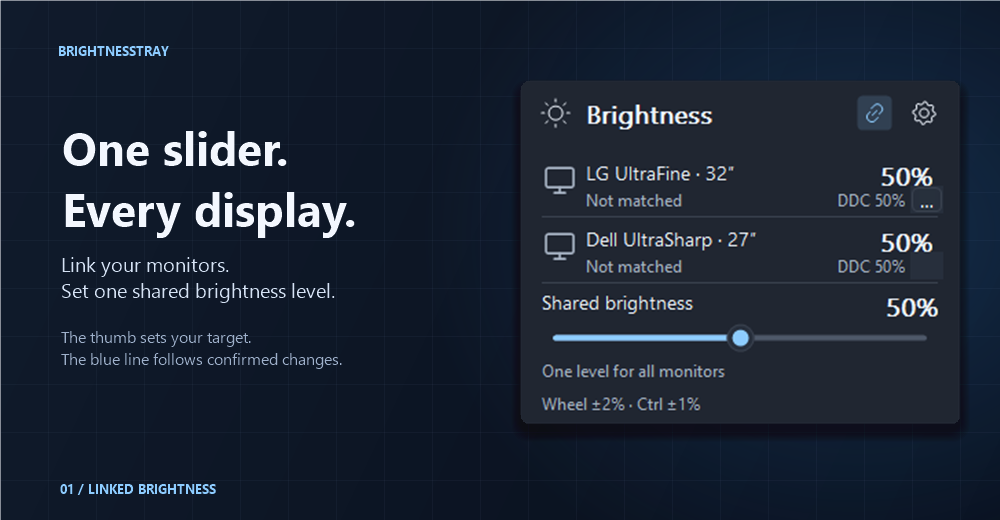 BRIGHTNESSTRAY
One slider.
Every display.
Link your monitors.
Set one shared brightness level.
The thumb sets your target.
The blue line follows confirmed changes.
01 / LINKED BRIGHTNESS
Brightness
LG UltraFine · 32″ 50%
Not matched DDC 50% ...
Dell UltraSharp · 27″ 50%
Not matched DDC 50%
Shared brightness 50%
One level for all monitors
Wheel ±2% · Ctrl ±1%